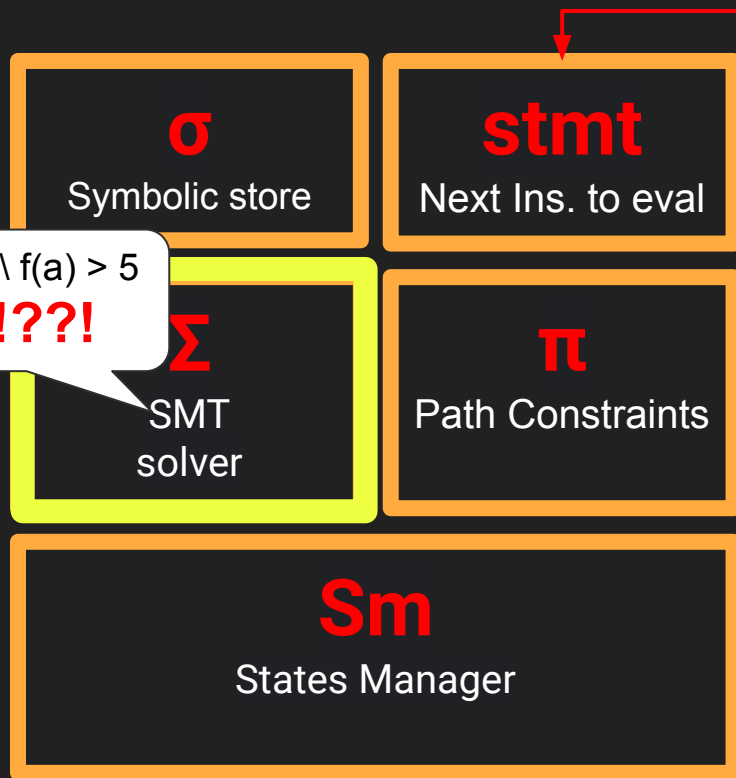 σ
Symbolic store
stmt
Next Ins. to eval
\ f(a) > 5
!??!
Σ
SMT
solver
π
Path Constraints
Sm
States Manager